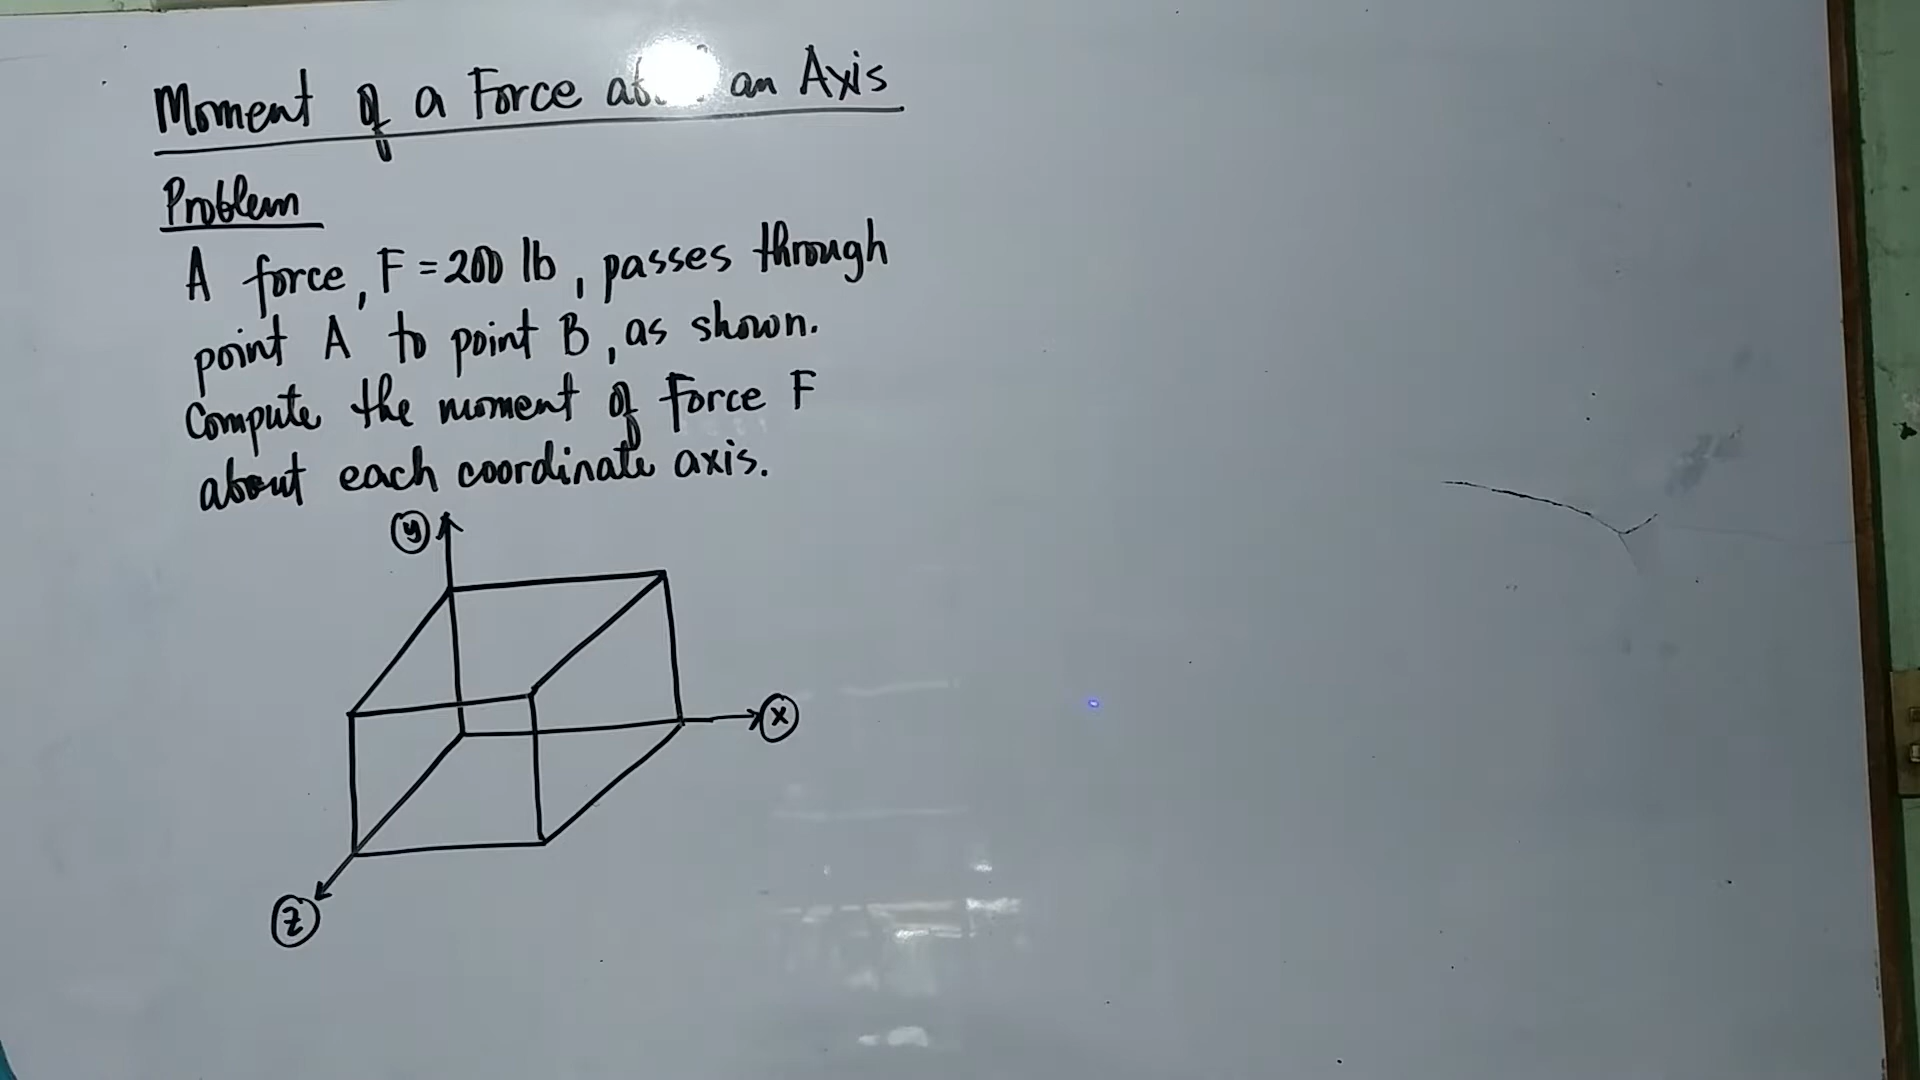 Moment of a Force an Axis
Problem
A force, F = 200 lb, passes through
point A to point B, as shown.
Compute the moment of Force F
about each coordinate axis.
y
x
z